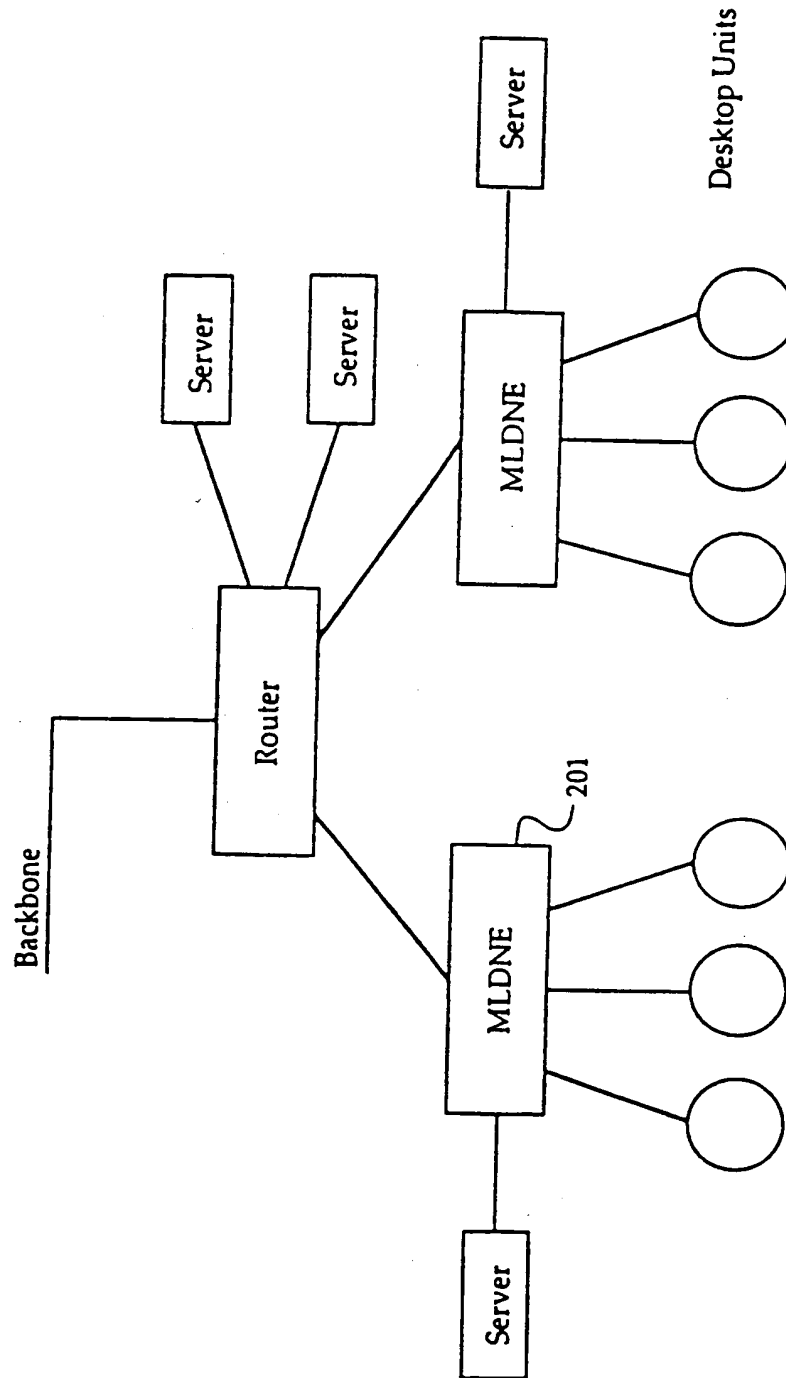 Backbone
Server
Router
Server
Server
MLDNE
MLDNE
Server
201
Desktop Units